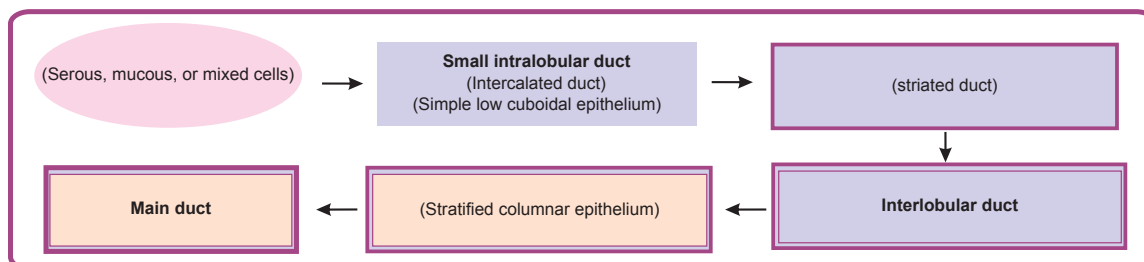 (Serous, mucous, or mixed cells)
Small intralobular duct
(Intercalated duct)
(Simple low cuboidal epithelium)
(striated duct)
Interlobular duct
(Stratified columnar epithelium)
Main duct